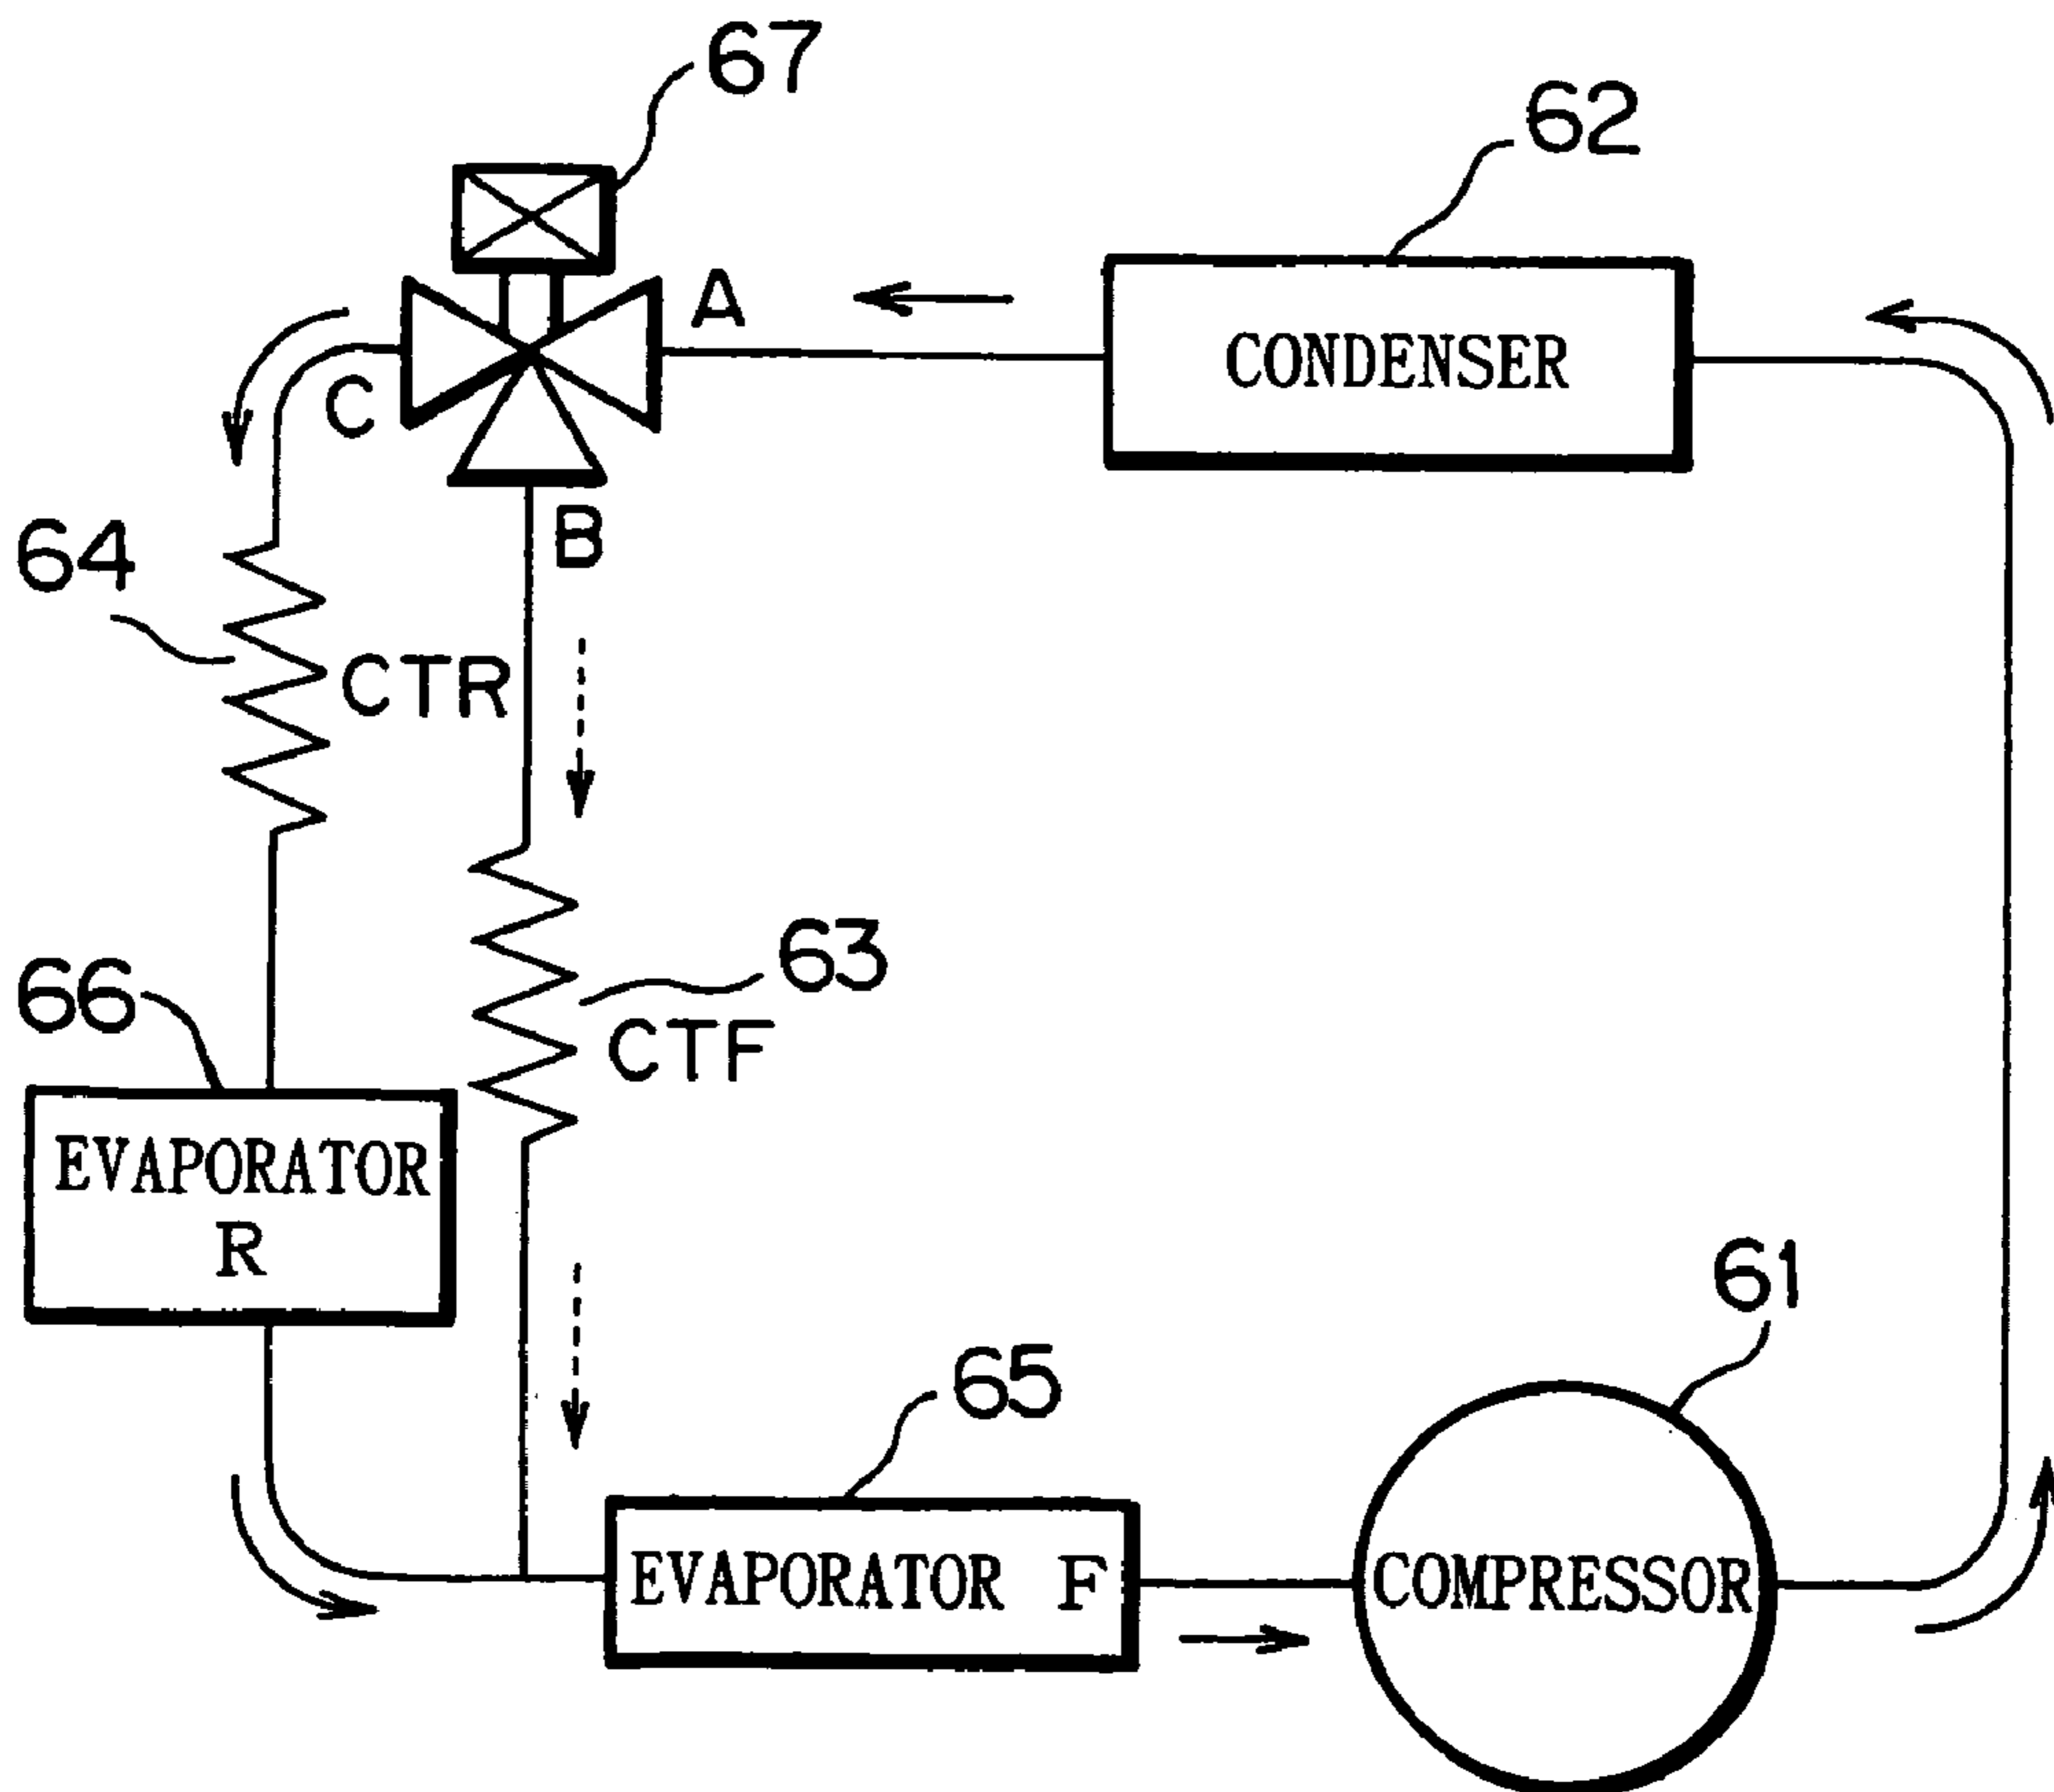 67
62
A
CONDENSER
C
B
64
CTR
63
66
CTF
EVAPORATOR
R
61
65
EVAPORATOR F
COMPRESSOR